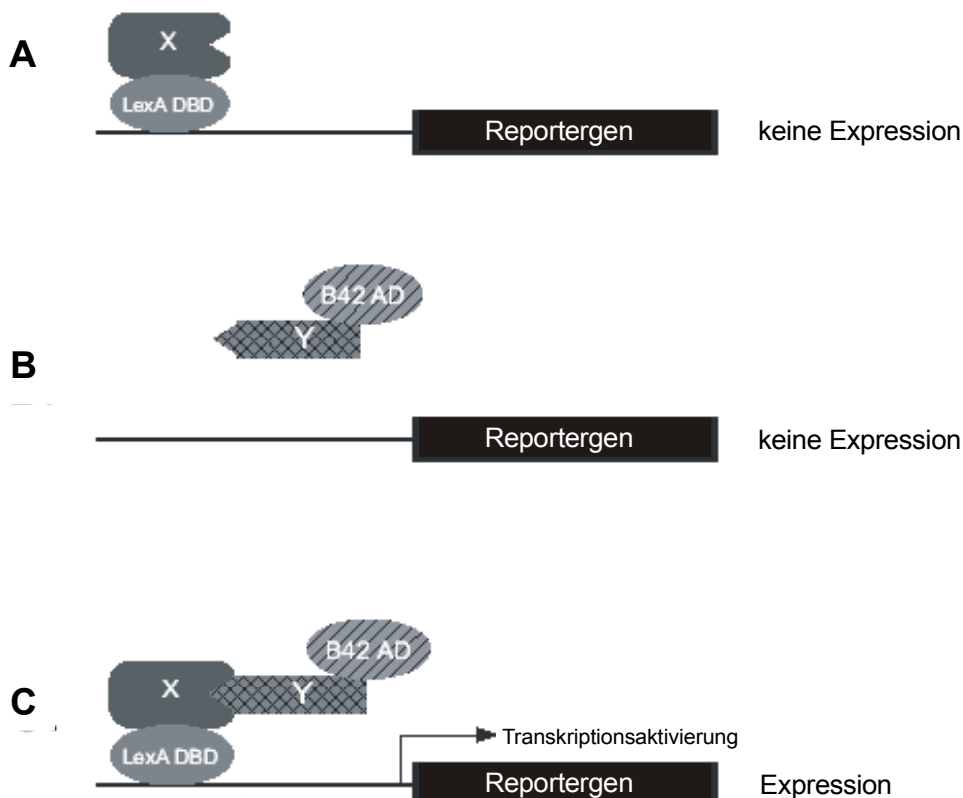 A
X
LexA DBD
Reportergen keine Expression
B42 AD
Y
B
Reportergen keine Expression
B42 AD
X Y
C
Transkriptionsaktivierung
LexA DBD
Reportergen Expression